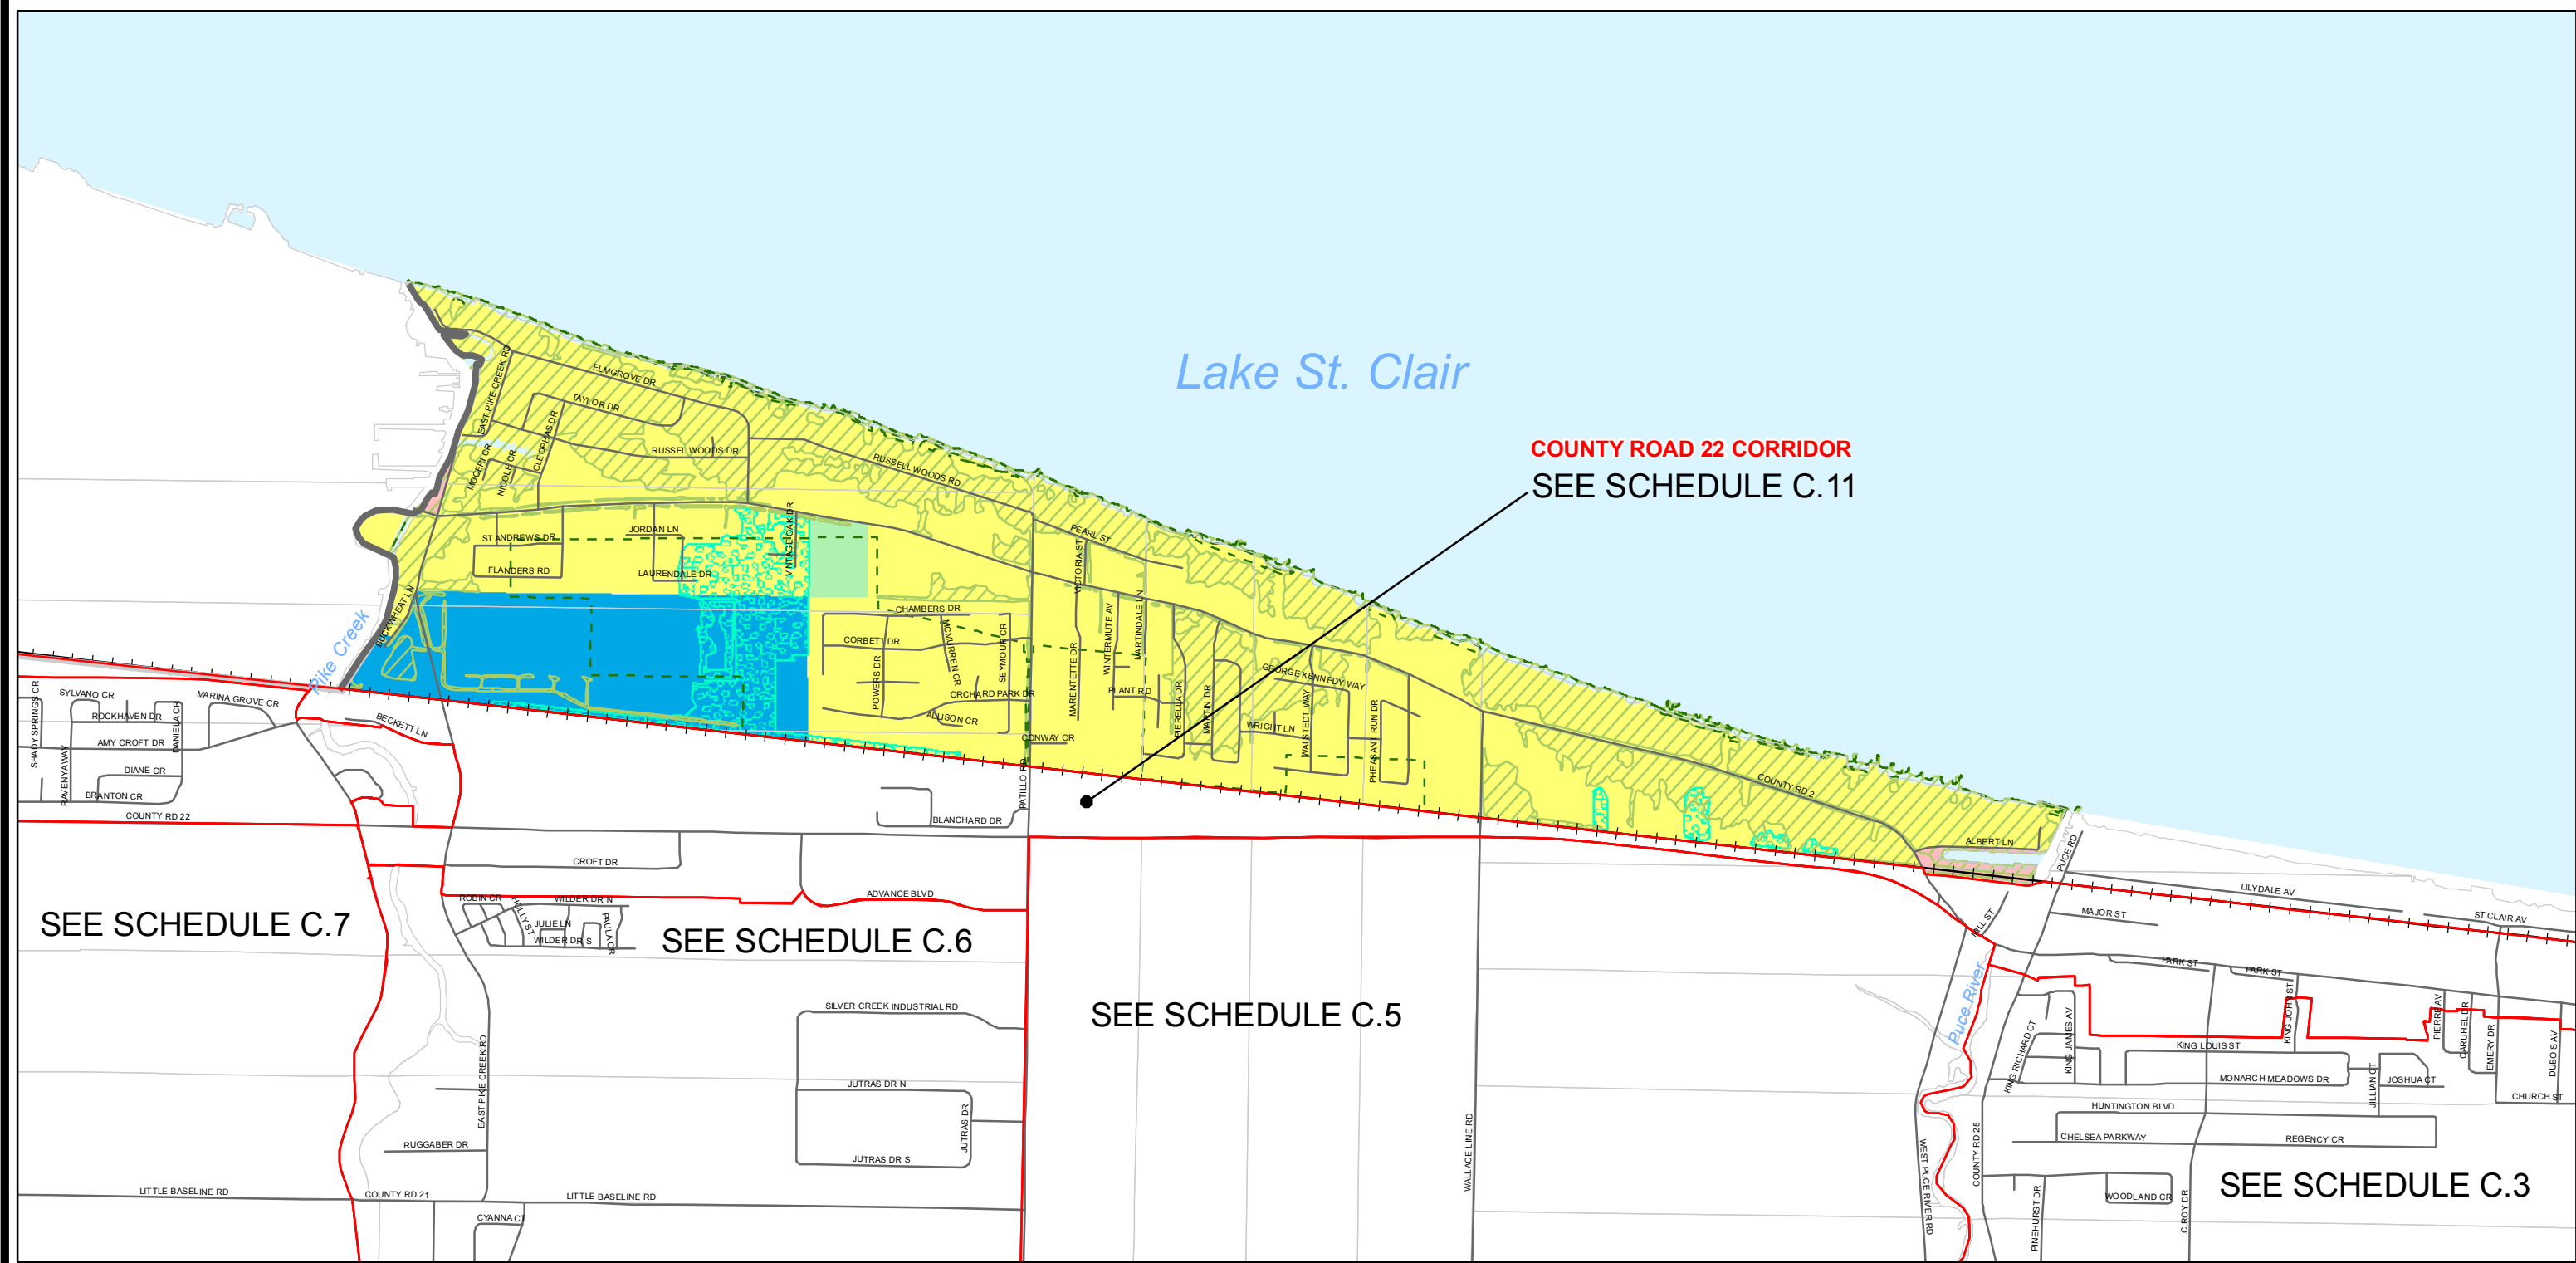 Lake St. Clair
COUNTY ROAD 22 CORRIDOR
SEE SCHEDULE C.11
ELMGROVE DR
EAST PIKE CREEK RD
TAYLOR DR
CLEOPHAS DR
MOCERI CR
NICOLE CR
RUSSEL WOODS DR
RUSSELL WOODS RD
VINTAGE OAK DR
JORDAN LN
ST ANDREWS DR
FLANDERS RD
LAURENDALE DR
PEARL ST
VICTORIA ST
BUCKWHEAT LN
Pike Creek
CHAMBERS DR
CORBETT DR
MCMURREN CR
SEYMOUR CR
POWERS DR
ORCHARD PARK DR
ALLISON CR
CONWAY CR
MARENTETTE DR
WINTERMUTE AV
MARTINDALE LN
PLANT RD
PIERELLA DR
MARTIN DR
GEORGE KENNEDY WAY
WRIGHT LN
WALSTEDT WAY
PHEASANT RUN DR
COUNTY RD 2
ALBERT LN
PUCE RD
LILYDALE AV
ST CLAIR AV
SHADY SPRINGS CR
SYLVANO CR
ROCKHAVEN DR
DANIELA CR
MARINA GROVE CR
AMY CROFT DR
RAVENYA WAY
DIANE CR
BRANTON CR
BECKETT LN
COUNTY RD 22
PATILLO RD
BLANCHARD DR
CROFT DR
ADVANCE BLVD
SEE SCHEDULE C.7
ROBIN CR
HOLLY ST
WILDER DR N
JULIE LN
PAULA CR
WILDER DR S
SEE SCHEDULE C.6
SEE SCHEDULE C.5
SILVER CREEK INDUSTRIAL RD
EAST PIKE CREEK RD
JUTRAS DR N
JUTRAS DR
JUTRAS DR S
RUGGABER DR
LITTLE BASELINE RD
COUNTY RD 21
LITTLE BASELINE RD
CYANNA CT
WALLACE LINE RD
MILL ST
MAJOR ST
Puce River
PARK ST
PARK ST
KING JOHN ST
PIERRE AV
CARUHEL DR
EMERY DR
DUBOIS AV
KING RICHARD CT
KING JAMES AV
KING LOUIS ST
MONARCH MEADOWS DR
JILLIAN CT
JOSHUA CT
CHURCH ST
HUNTINGTON BLVD
CHELSEA PARKWAY
REGENCY CR
WEST PUCE RIVER RD
COUNTY RD 25
PINEHURST DR
WOODLAND CR
I.C.ROY DR
SEE SCHEDULE C.3